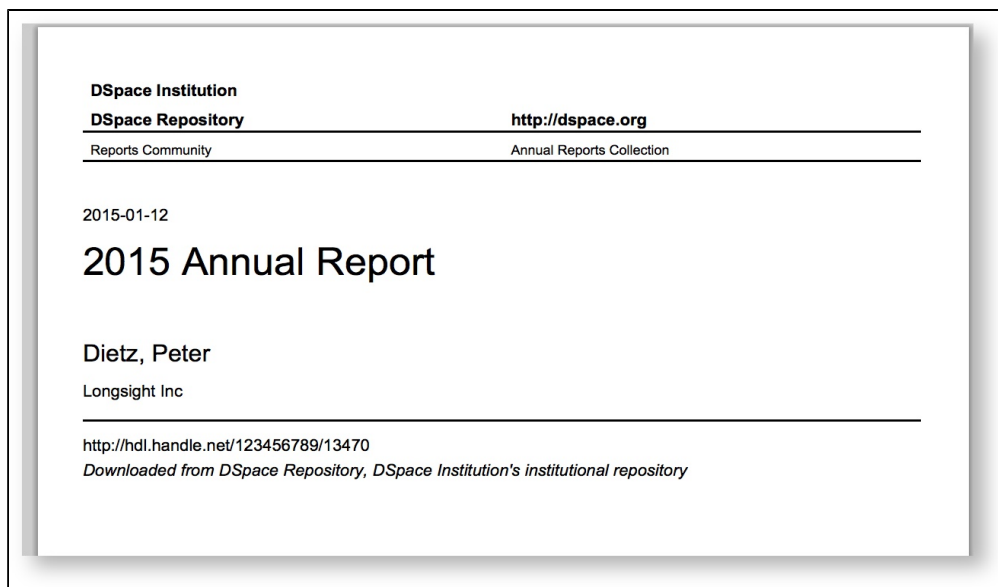 DSpace Institution
DSpace Repository http://dspace.org
Reports Community Annual Reports Collection
2015-01-12
2015 Annual Report
Dietz, Peter
Longsight Inc
http://hdl.handle.net/123456789/13470
Downloaded from DSpace Repository, DSpace Institution's institutional repository